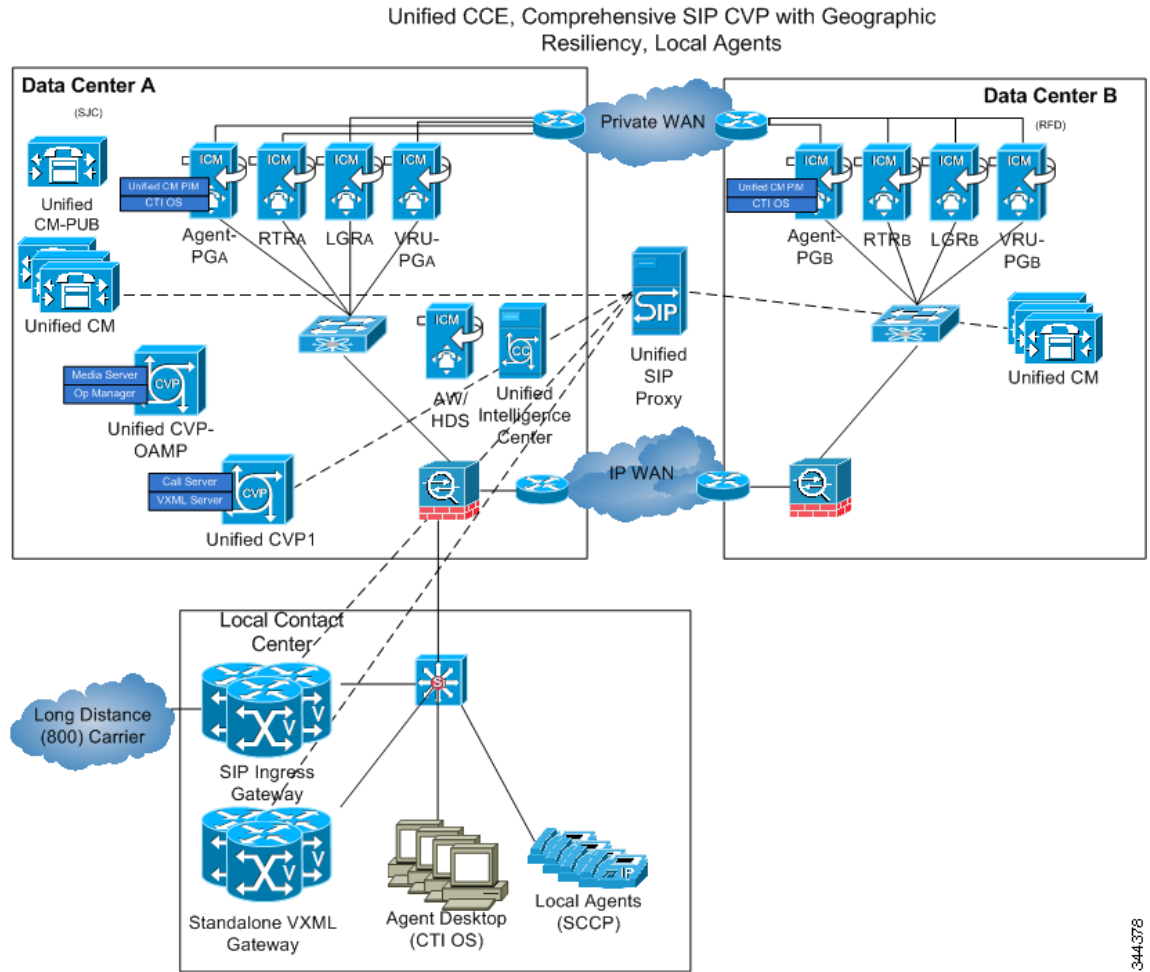 Unified CCE, Comprehensive SIP CVP with Geographic
Resiliency, Local Agents
Data Center A
(SJC)
Unified
CM-PUB
Unified CM
ICM
Unified CM PIM
CTI OS
Agent-
PGA
ICM
RTRA
ICM
LGRA
ICM
VRU-
PGA
Private WAN
Data Center B
(RFD)
ICM
Unified CM PIM
CTI OS
Agent-
PGB
ICM
RTRB
ICM
LGRB
ICM
VRU-
PGB
Unified CM
SIP
Unified
SIP
Proxy
ICM
AW/
HDS
CC
Unified
Intelligence
Center
Media Server
Op Manager
CVP
Unified CVP-
OAMP
Call Server
VXML Server
CVP
Unified CVP1
IP WAN
Local Contact
Center
Si
Long Distance
(800) Carrier
V
SIP Ingress
Gateway
V
Standalone VXML
Gateway
Agent Desktop
(CTI OS)
IP
Local Agents
(SCCP)
344378